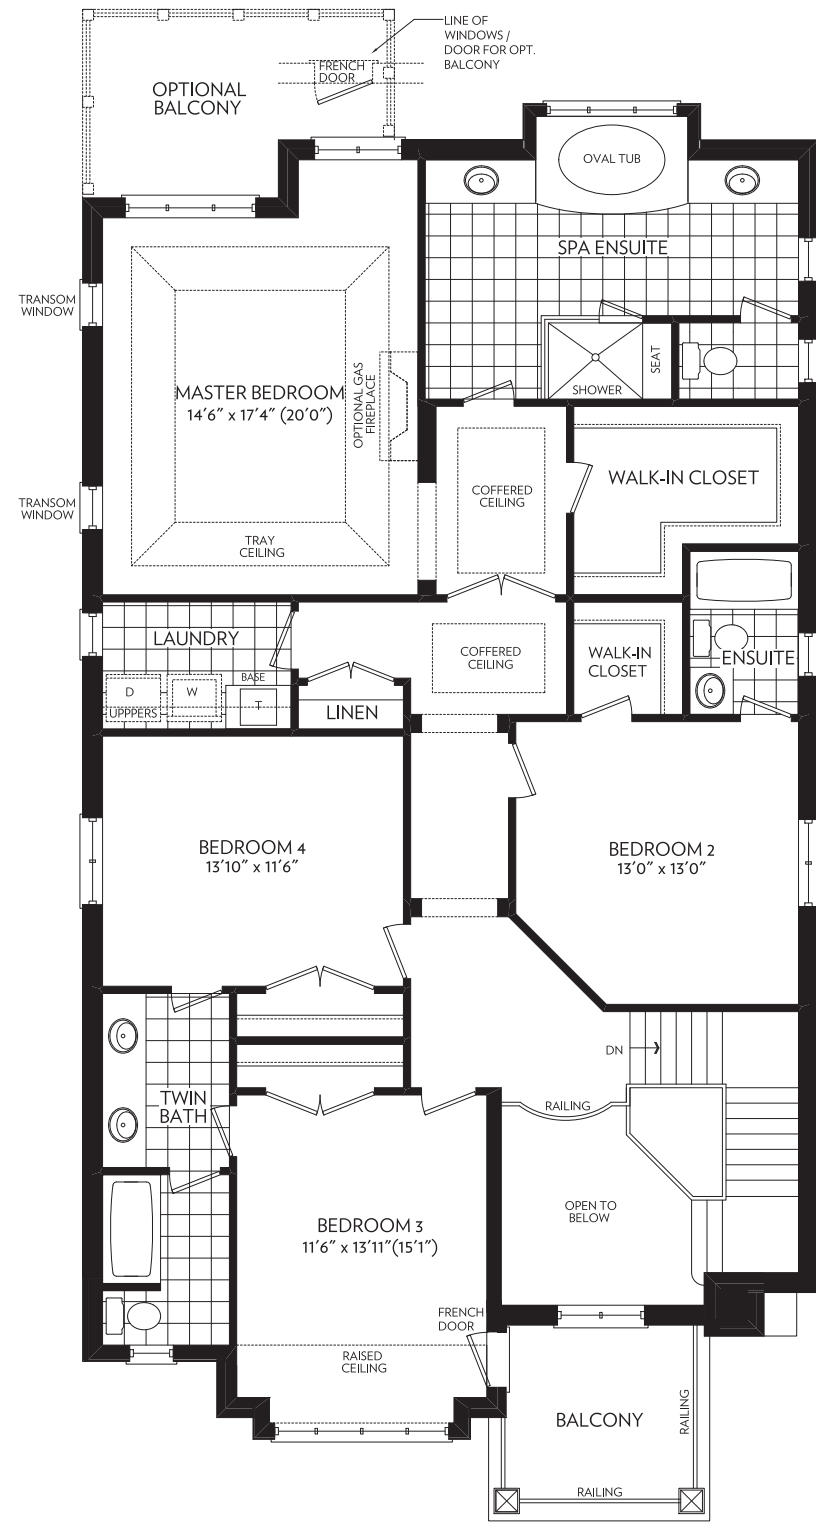 LINE OF
WINDOWS /
DOOR FOR OPT.
BALCONY
FRENCH
DOOR
OPTIONAL
BALCONY
OVAL TUB
SPA ENSUITE
TRANSOM
WINDOW
SEAT
SHOWER
MASTER BEDROOM
14'6" x 17'4" (20'0")
OPTIONAL GAS
FIREPLACE
WALK-IN CLOSET
COFFERED
CEILING
TRANSOM
WINDOW
TRAY
CEILING
LAUNDRY
COFFERED
CEILING
WALK-IN
CLOSET
ENSUITE
BASE
D
W
T
UPPPERS
LINEN
BEDROOM 4
13'10" x 11'6"
BEDROOM 2
13'0" x 13'0"
DN
TWIN
BATH
RAILING
OPEN TO
BELOW
BEDROOM 3
11'6" x 13'11"(15'1")
FRENCH
DOOR
RAISED
CEILING
BALCONY
RAILING
RAILING